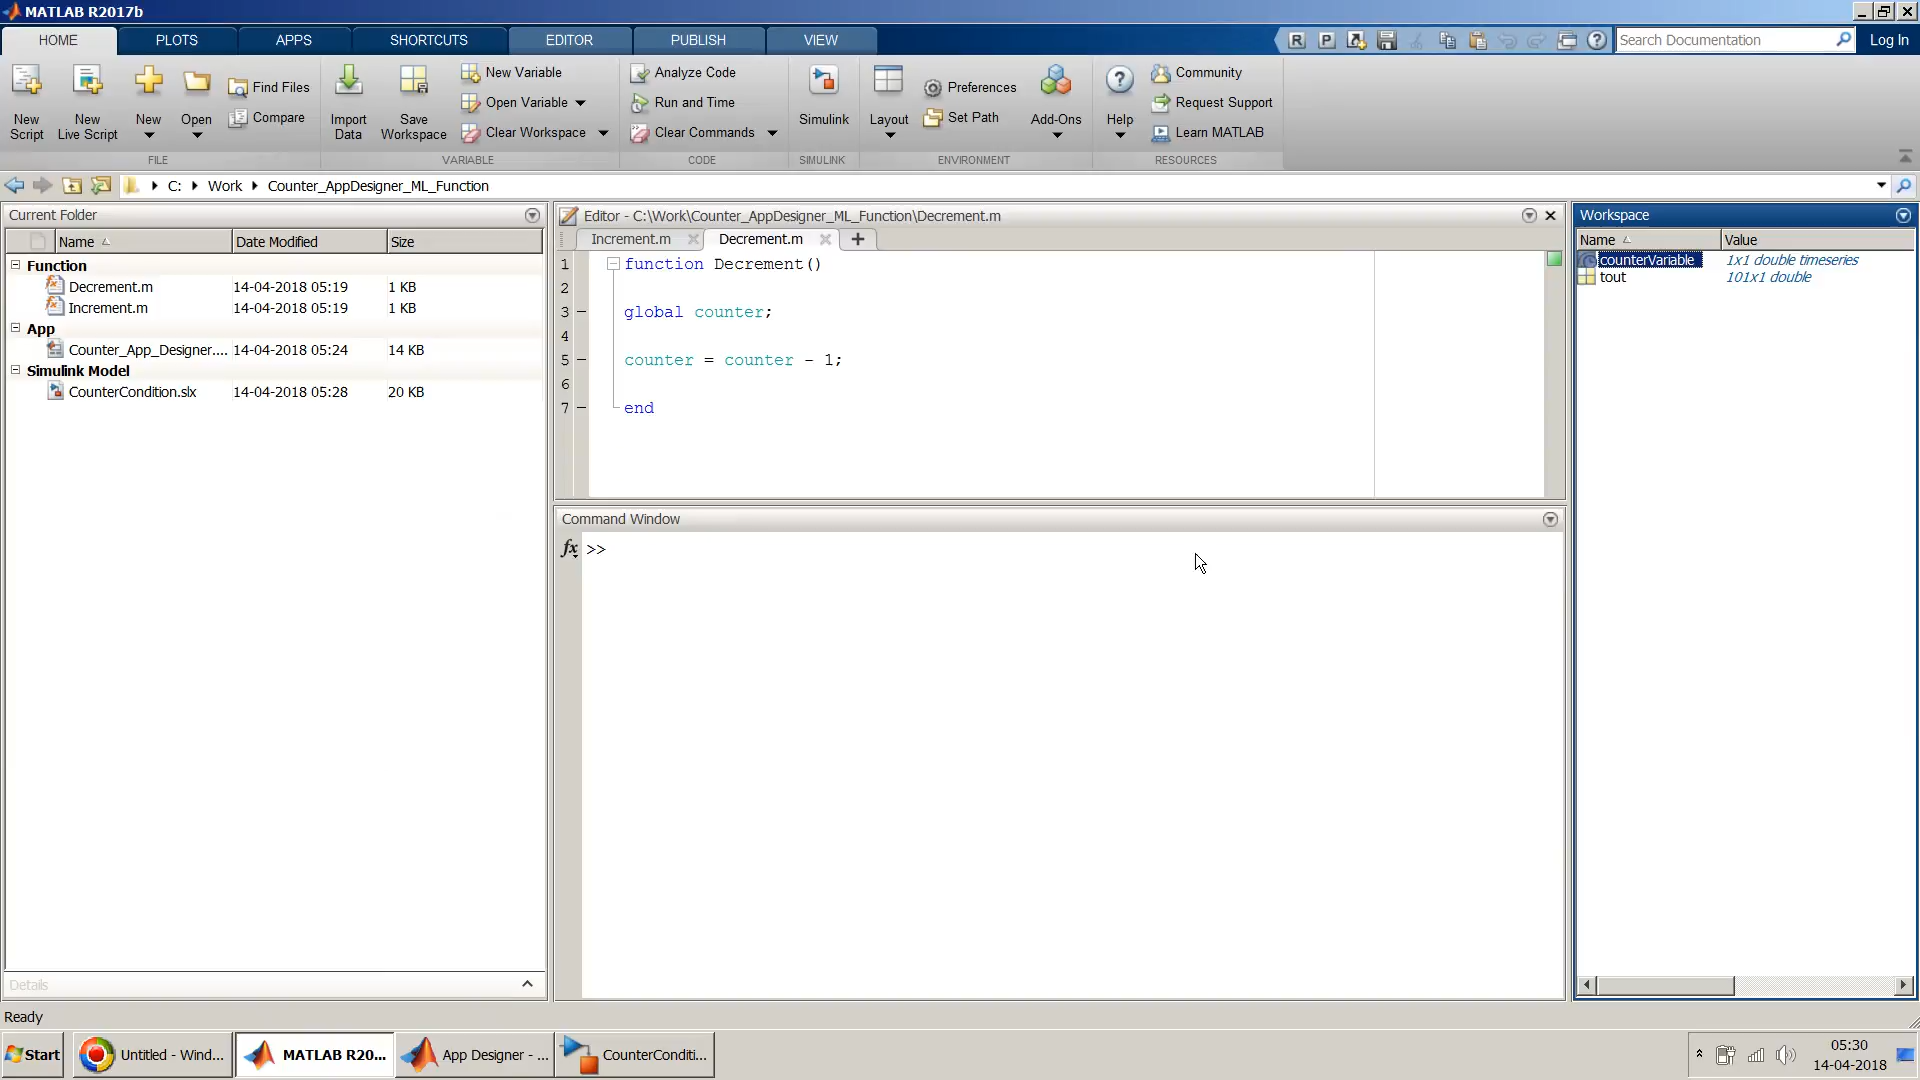 MATLAB R2017b
HOME PLOTS APPS SHORTCUTS EDITOR PUBLISH VIEW
Search Documentation
Log In
New Script
New Live Script
New
Open
Find Files
Compare
Import Data
Save Workspace
New Variable
Open Variable
Clear Workspace
Analyze Code
Run and Time
Clear Commands
Simulink
Layout
Preferences
Set Path
Add-Ons
Help
Community
Request Support
Learn MATLAB
FILE VARIABLE CODE SIMULINK ENVIRONMENT RESOURCES
C: Work Counter_AppDesigner_ML_Function
Current Folder
Name Date Modified Size
Function
Decrement.m 14-04-2018 05:19 1 KB
Increment.m 14-04-2018 05:19 1 KB
App
Counter_App_Designer.... 14-04-2018 05:24 14 KB
Simulink Model
CounterCondition.slx 14-04-2018 05:28 20 KB
Details
Editor - C:\Work\Counter_AppDesigner_ML_Function\Decrement.m
Increment.m Decrement.m
1 function Decrement()
2
3 global counter;
4
5 counter = counter - 1;
6
7 end
Command Window
fx >>
Workspace
Name Value
counterVariable 1x1 double timeseries
tout 101x1 double
Ready
Start
Untitled - Wind...
MATLAB R20...
App Designer - ...
CounterConditi...
05:30
14-04-2018